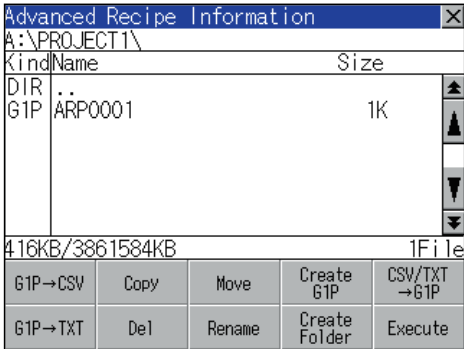 Advanced Recipe Information
A:\PROJECT1\
Kind Name Size
DIR ..
G1P ARP0001 1K
416KB/3861584KB 1File
G1P→CSV Copy Move Create G1P CSV/TXT →G1P
G1P→TXT Del Rename Create Folder Execute